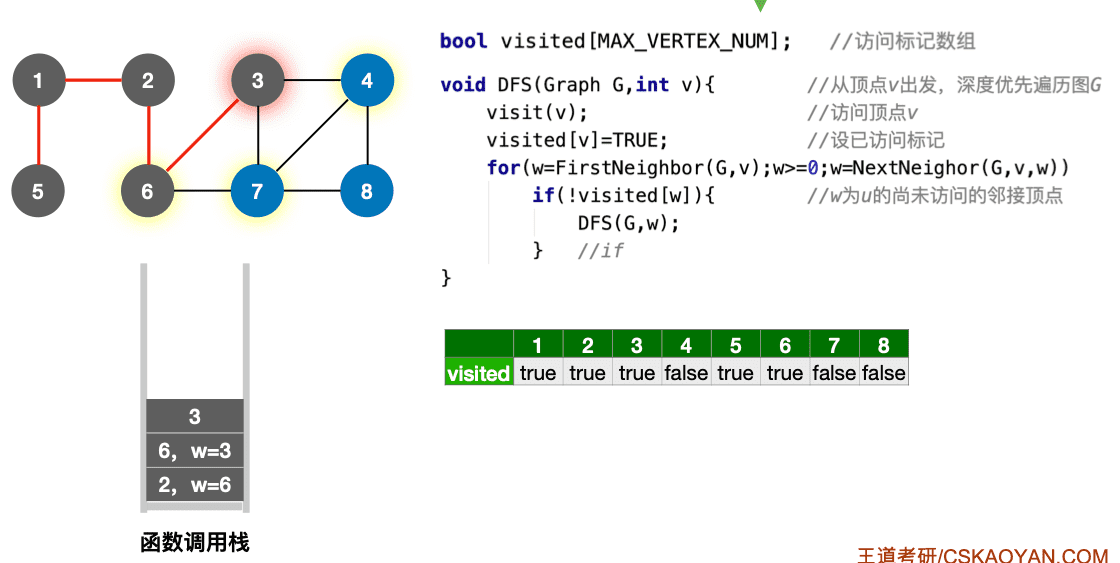 1 2 3 4
5 6 7 8
bool visited[MAX_VERTEX_NUM]; //访问标记数组
void DFS(Graph G,int v){ //从顶点v出发，深度优先遍历图G
visit(v); //访问顶点v
visited[v]=TRUE; //设已访问标记
for(w=FirstNeighbor(G,v);w>=0;w=NextNeighor(G,v,w))
if(!visited[w]){ //w为u的尚未访问的邻接顶点
DFS(G,w);
} //if
}
1 2 3 4 5 6 7 8
visited true true true false true true false false
3
6, w=3
2, w=6
函数调用栈
王道考研/CSKAOYAN.COM